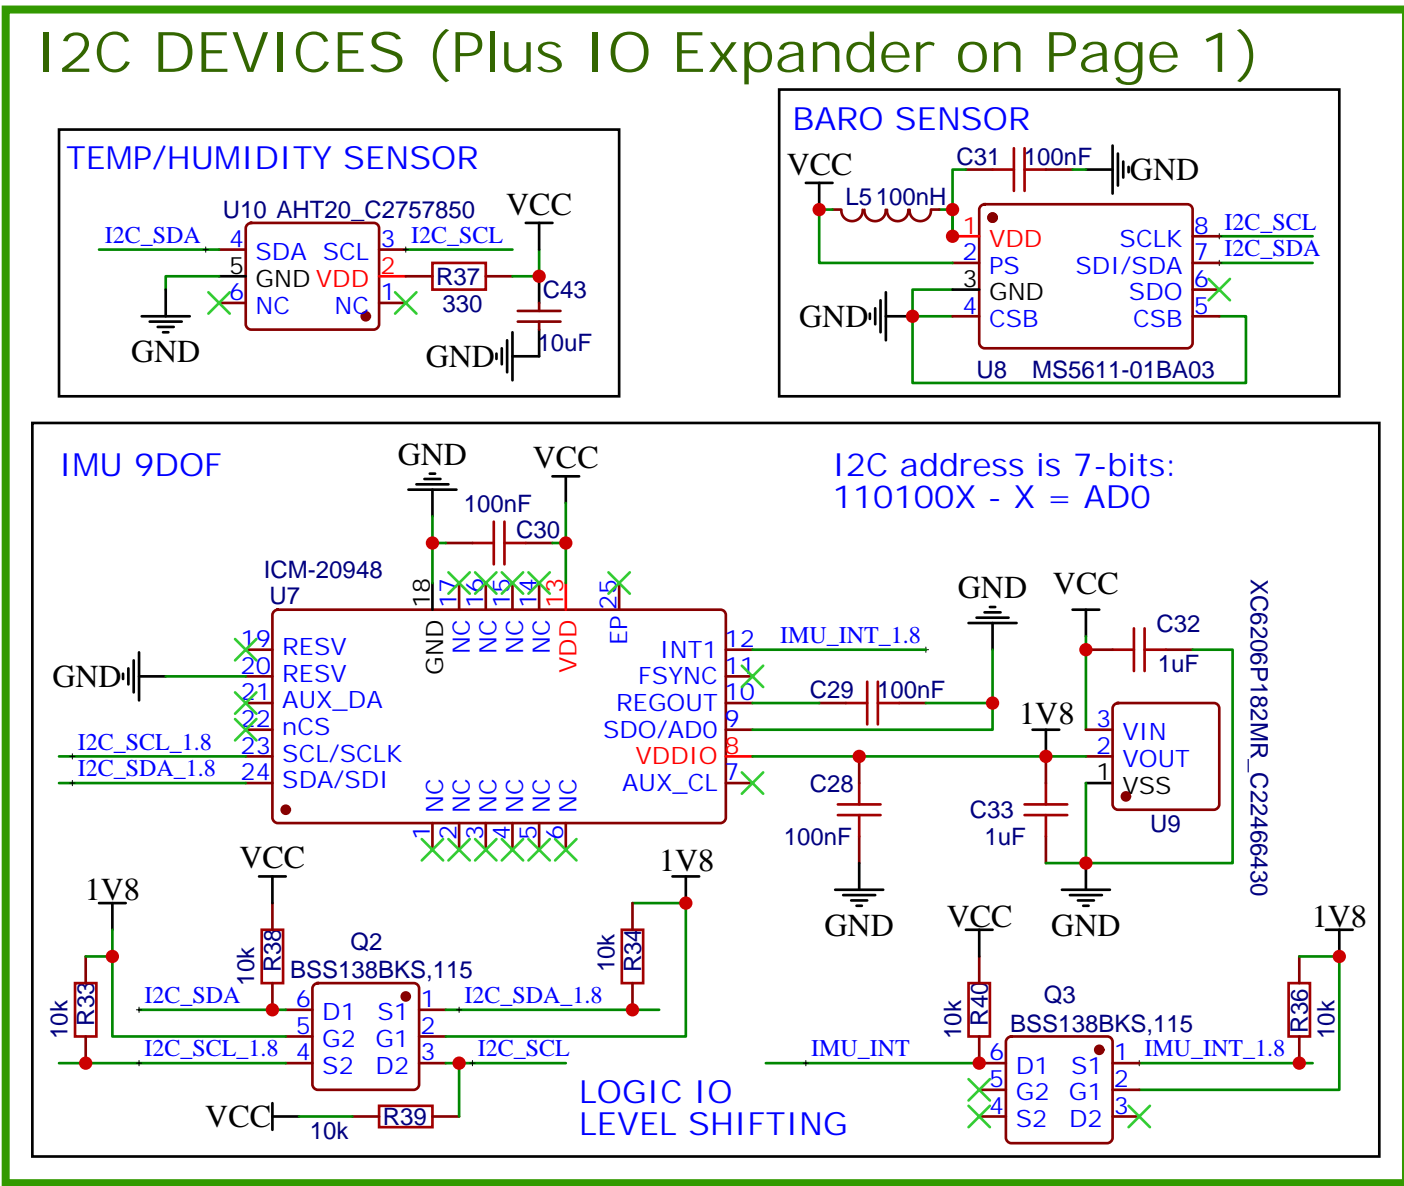 I2C DEVICES (Plus IO Expander on Page 1)
TEMP/HUMIDITY SENSOR
U10 AHT20_C2757850
VCC
I2C_SDA
4
SDA
SCL
3
I2C_SCL
5
GND
VDD
2
R37
330
6
NC
NC
1
C43
10uF
GND
GND
BARO SENSOR
VCC
C31
100nF
GND
L5
100nH
1
VDD
SCLK
8
I2C_SCL
2
PS
SDI/SDA
7
I2C_SDA
3
GND
SDO
6
GND
4
CSB
CSB
5
U8
MS5611-01BA03
IMU 9DOF
I2C address is 7-bits:
110100X - X = AD0
GND
VCC
100nF
C30
ICM-20948
U7
18
17
16
15
14
13
25
GND
NC
NC
NC
NC
VDD
EP
19
RESV
GND
20
RESV
21
AUX_DA
22
nCS
I2C_SCL_1.8
23
SCL/SCLK
I2C_SDA_1.8
24
SDA/SDI
INT1
12
IMU_INT_1.8
FSYNC
11
REGOUT
10
SDO/AD0
9
VDDIO
8
AUX_CL
7
NC
NC
NC
NC
NC
NC
1
2
3
4
5
6
GND
C29
100nF
C28
100nF
GND
VCC
C32
1uF
1V8
3
VIN
2
VOUT
1
VSS
U9
XC6206P182MR_C22466430
C33
1uF
GND
1V8
VCC
10k
R33
10k
R38
Q2
BSS138BKS,115
1V8
10k
R34
I2C_SDA
6
D1
S1
1
I2C_SDA_1.8
5
G2
G1
2
I2C_SCL_1.8
4
S2
D2
3
I2C_SCL
VCC
10k
R39
LOGIC IO
LEVEL SHIFTING
VCC
10k
R40
Q3
BSS138BKS,115
1V8
R36
10k
IMU_INT
6
D1
S1
1
IMU_INT_1.8
5
G2
G1
2
4
S2
D2
3